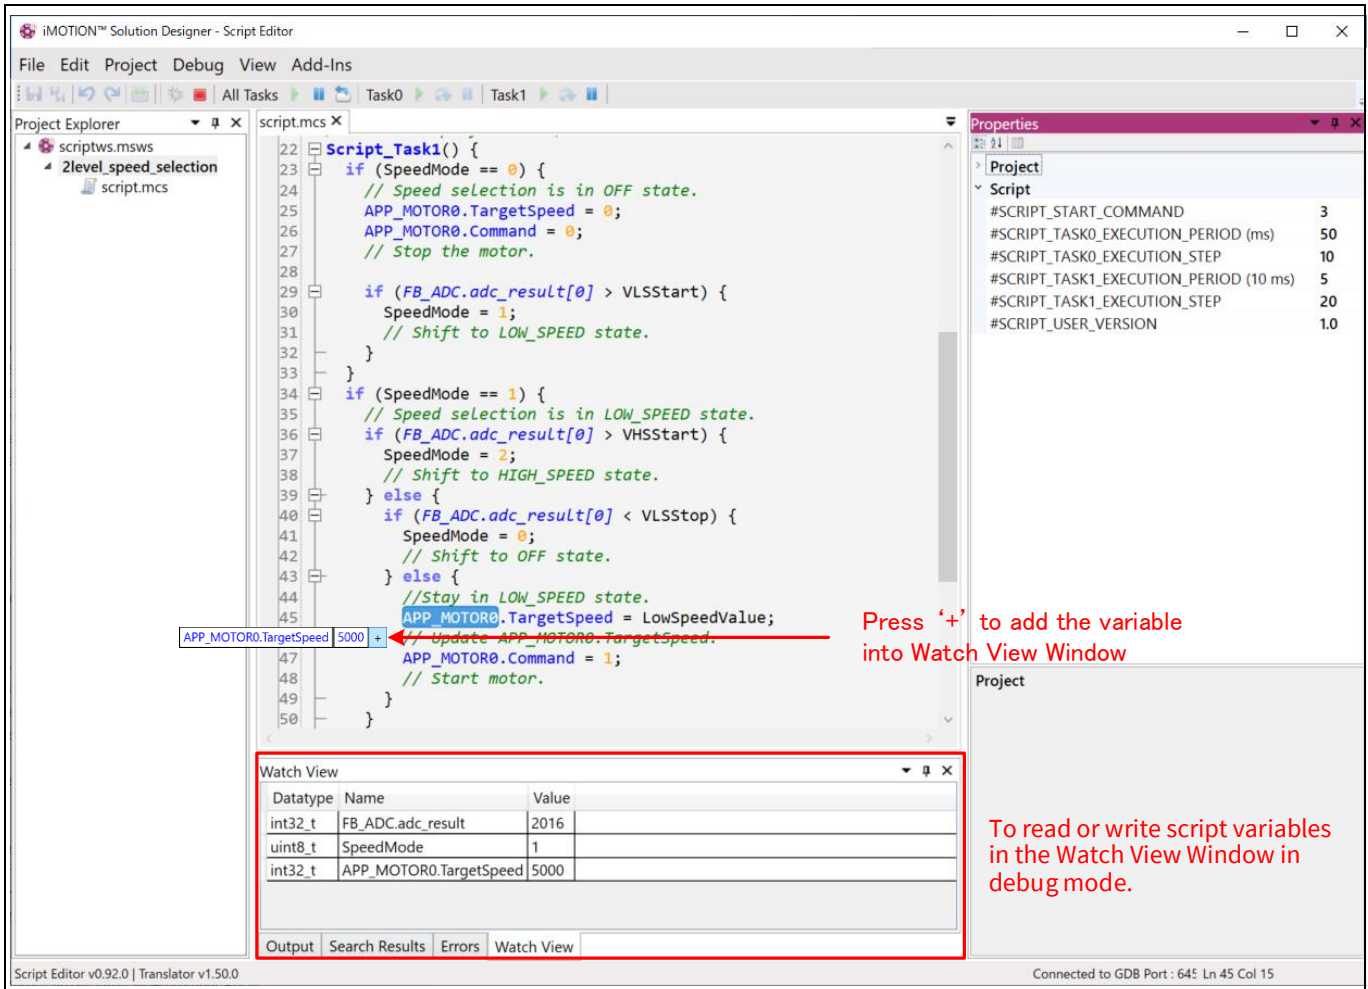 iMOTION™ Solution Designer - Script Editor
File Edit Project Debug View Add-Ins
All Tasks Task0 Task1
Project Explorer
scriptws.msws
2level_speed_selection
script.mcs
script.mcs
22 Script_Task1() {
23 if (SpeedMode == 0) {
24 // Speed selection is in OFF state.
25 APP_MOTOR0.TargetSpeed = 0;
26 APP_MOTOR0.Command = 0;
27 // Stop the motor.
28
29 if (FB_ADC.adc_result[0] > VLSStart) {
30 SpeedMode = 1;
31 // Shift to LOW_SPEED state.
32 }
33 }
34 if (SpeedMode == 1) {
35 // Speed selection is in LOW_SPEED state.
36 if (FB_ADC.adc_result[0] > VHSStart) {
37 SpeedMode = 2;
38 // Shift to HIGH_SPEED state.
39 } else {
40 if (FB_ADC.adc_result[0] < VLSStop) {
41 SpeedMode = 0;
42 // Shift to OFF state.
43 } else {
44 //Stay in LOW_SPEED state.
45 APP_MOTOR0.TargetSpeed = LowSpeedValue;
APP_MOTOR0.TargetSpeed 5000 + // Update APP_MOTOR0.TargetSpeed.
47 APP_MOTOR0.Command = 1;
48 // Start motor.
49 }
50 }
Press ‘+’ to add the variable
into Watch View Window
Properties
Project
Script
#SCRIPT_START_COMMAND 3
#SCRIPT_TASK0_EXECUTION_PERIOD (ms) 50
#SCRIPT_TASK0_EXECUTION_STEP 10
#SCRIPT_TASK1_EXECUTION_PERIOD (10 ms) 5
#SCRIPT_TASK1_EXECUTION_STEP 20
#SCRIPT_USER_VERSION 1.0
Project
Watch View
Datatype Name Value
int32_t FB_ADC.adc_result 2016
uint8_t SpeedMode 1
int32_t APP_MOTOR0.TargetSpeed 5000
To read or write script variables
in the Watch View Window in
debug mode.
Output Search Results Errors Watch View
Script Editor v0.92.0 | Translator v1.50.0
Connected to GDB Port : 645 Ln 45 Col 15